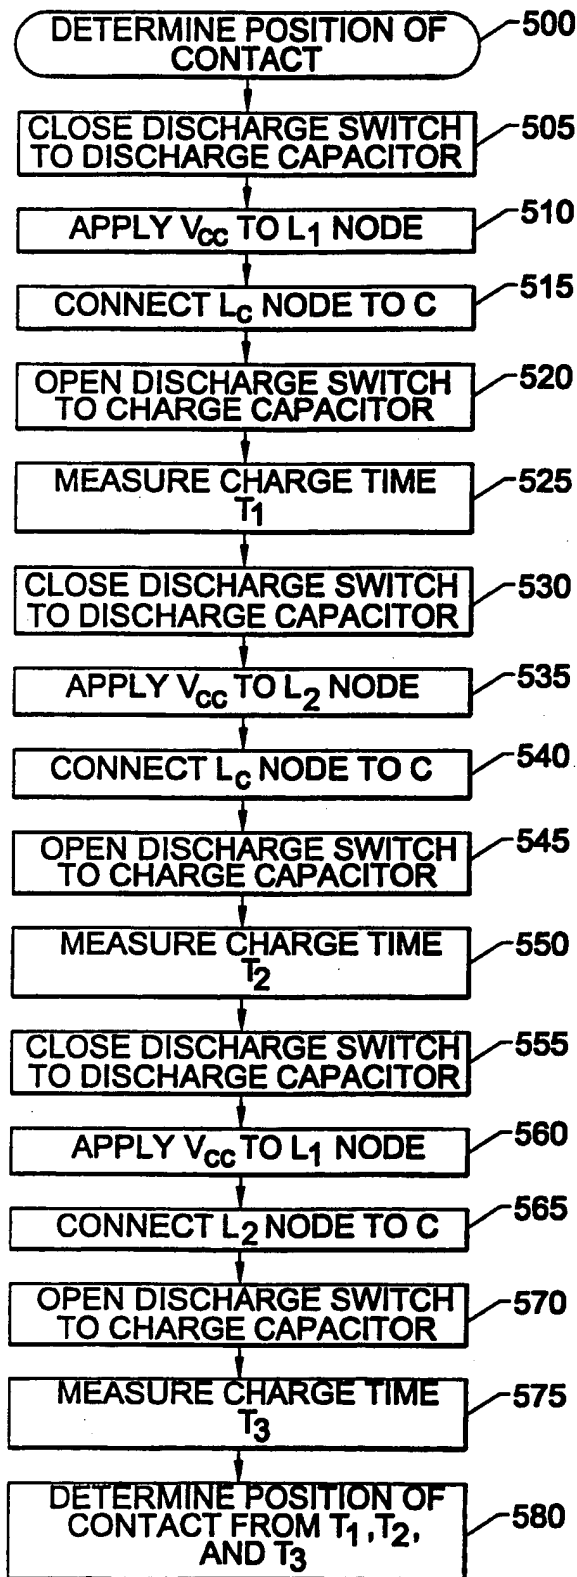 DETERMINE POSITION OF
CONTACT
500
CLOSE DISCHARGE SWITCH
TO DISCHARGE CAPACITOR
505
APPLY VCC TO L1 NODE
510
CONNECT LC NODE TO C
515
OPEN DISCHARGE SWITCH
TO CHARGE CAPACITOR
520
MEASURE CHARGE TIME
T1
525
CLOSE DISCHARGE SWITCH
TO DISCHARGE CAPACITOR
530
APPLY VCC TO L2 NODE
535
CONNECT LC NODE TO C
540
OPEN DISCHARGE SWITCH
TO CHARGE CAPACITOR
545
MEASURE CHARGE TIME
T2
550
CLOSE DISCHARGE SWITCH
TO DISCHARGE CAPACITOR
555
APPLY VCC TO L1 NODE
560
CONNECT L2 NODE TO C
565
OPEN DISCHARGE SWITCH
TO CHARGE CAPACITOR
570
MEASURE CHARGE TIME
T3
575
DETERMINE POSITION OF
CONTACT FROM T1, T2,
AND T3
580